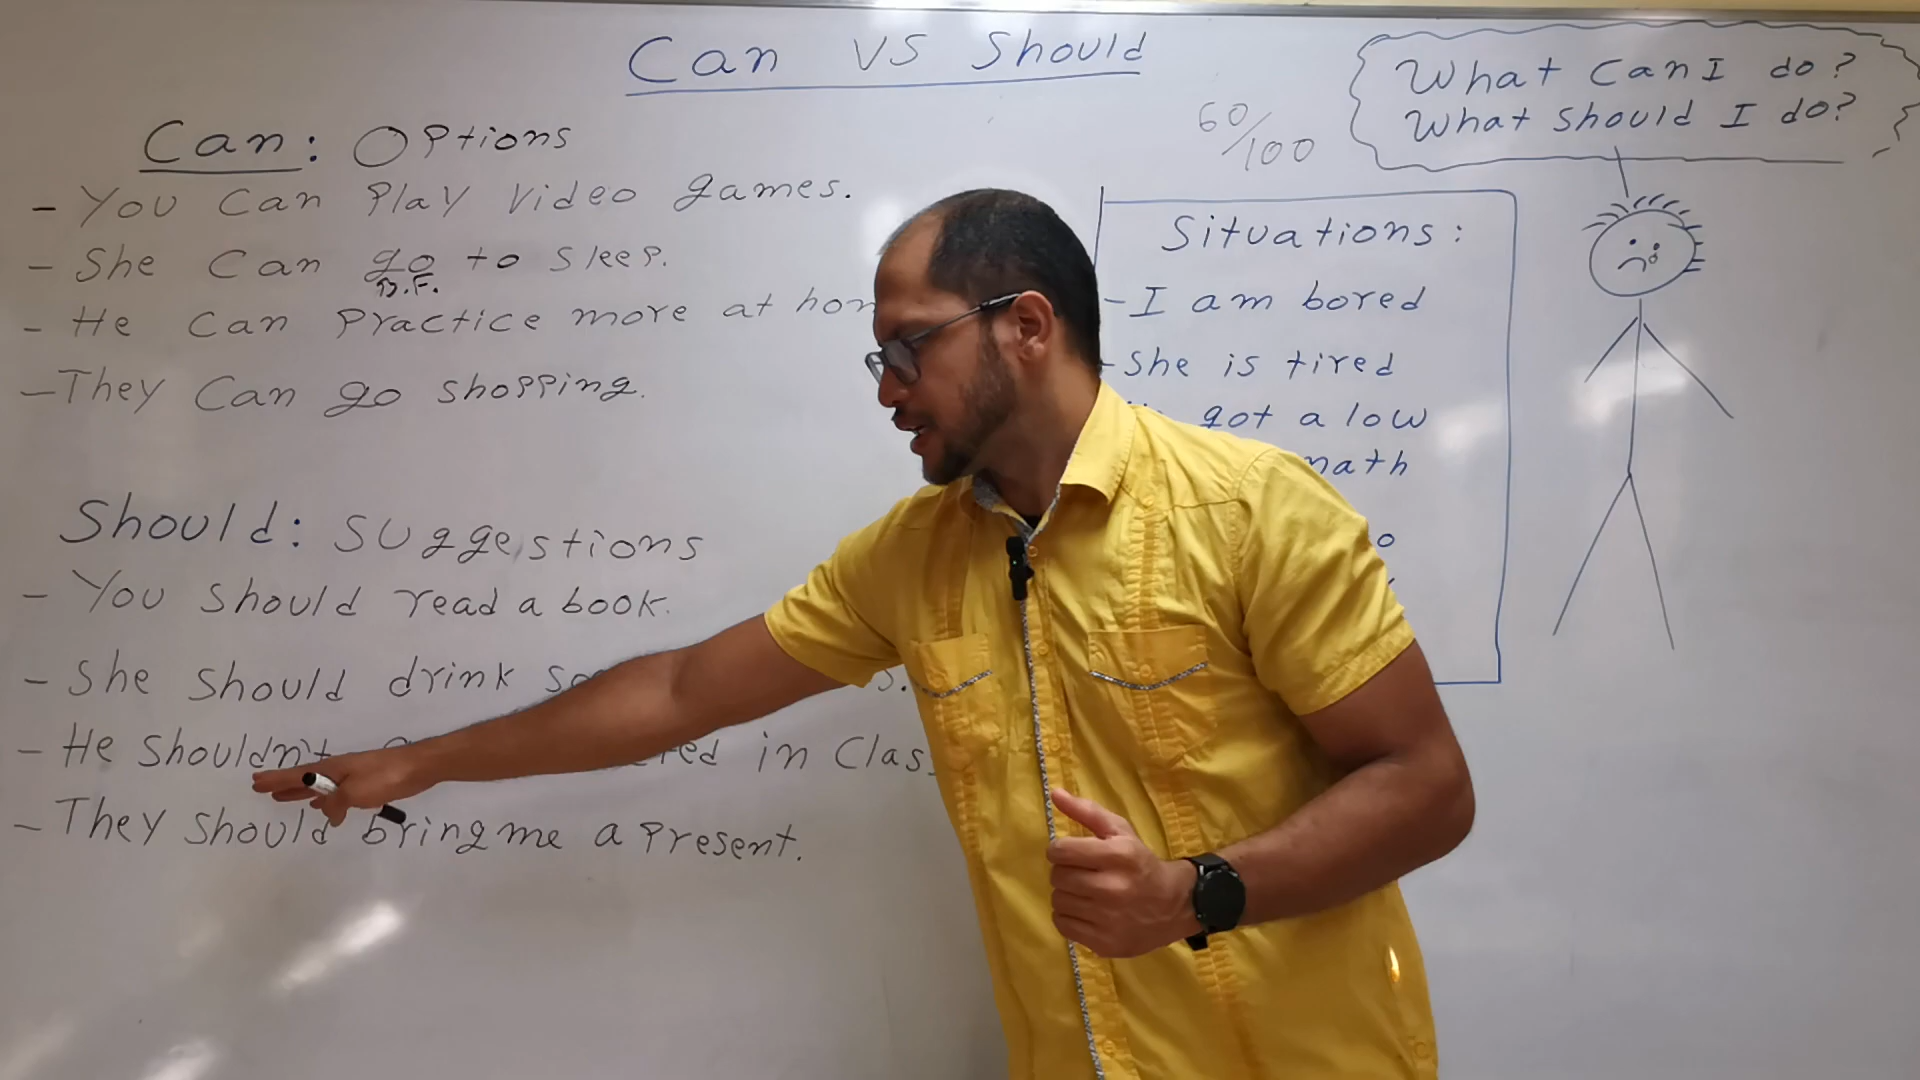 Can VS Should
Can: Options
- You Can Play Video games.
- She Can go to sleep.
B.F.
- He Can Practice more at
- They Can go shopping.
Should: Suggestions
- You should read a book.
- She should drink
- He shouldn't in
- They should bring me a Present.
60/100
What Can I do?
What should I do?
Situations:
- I am bored
- She is tired
got a low